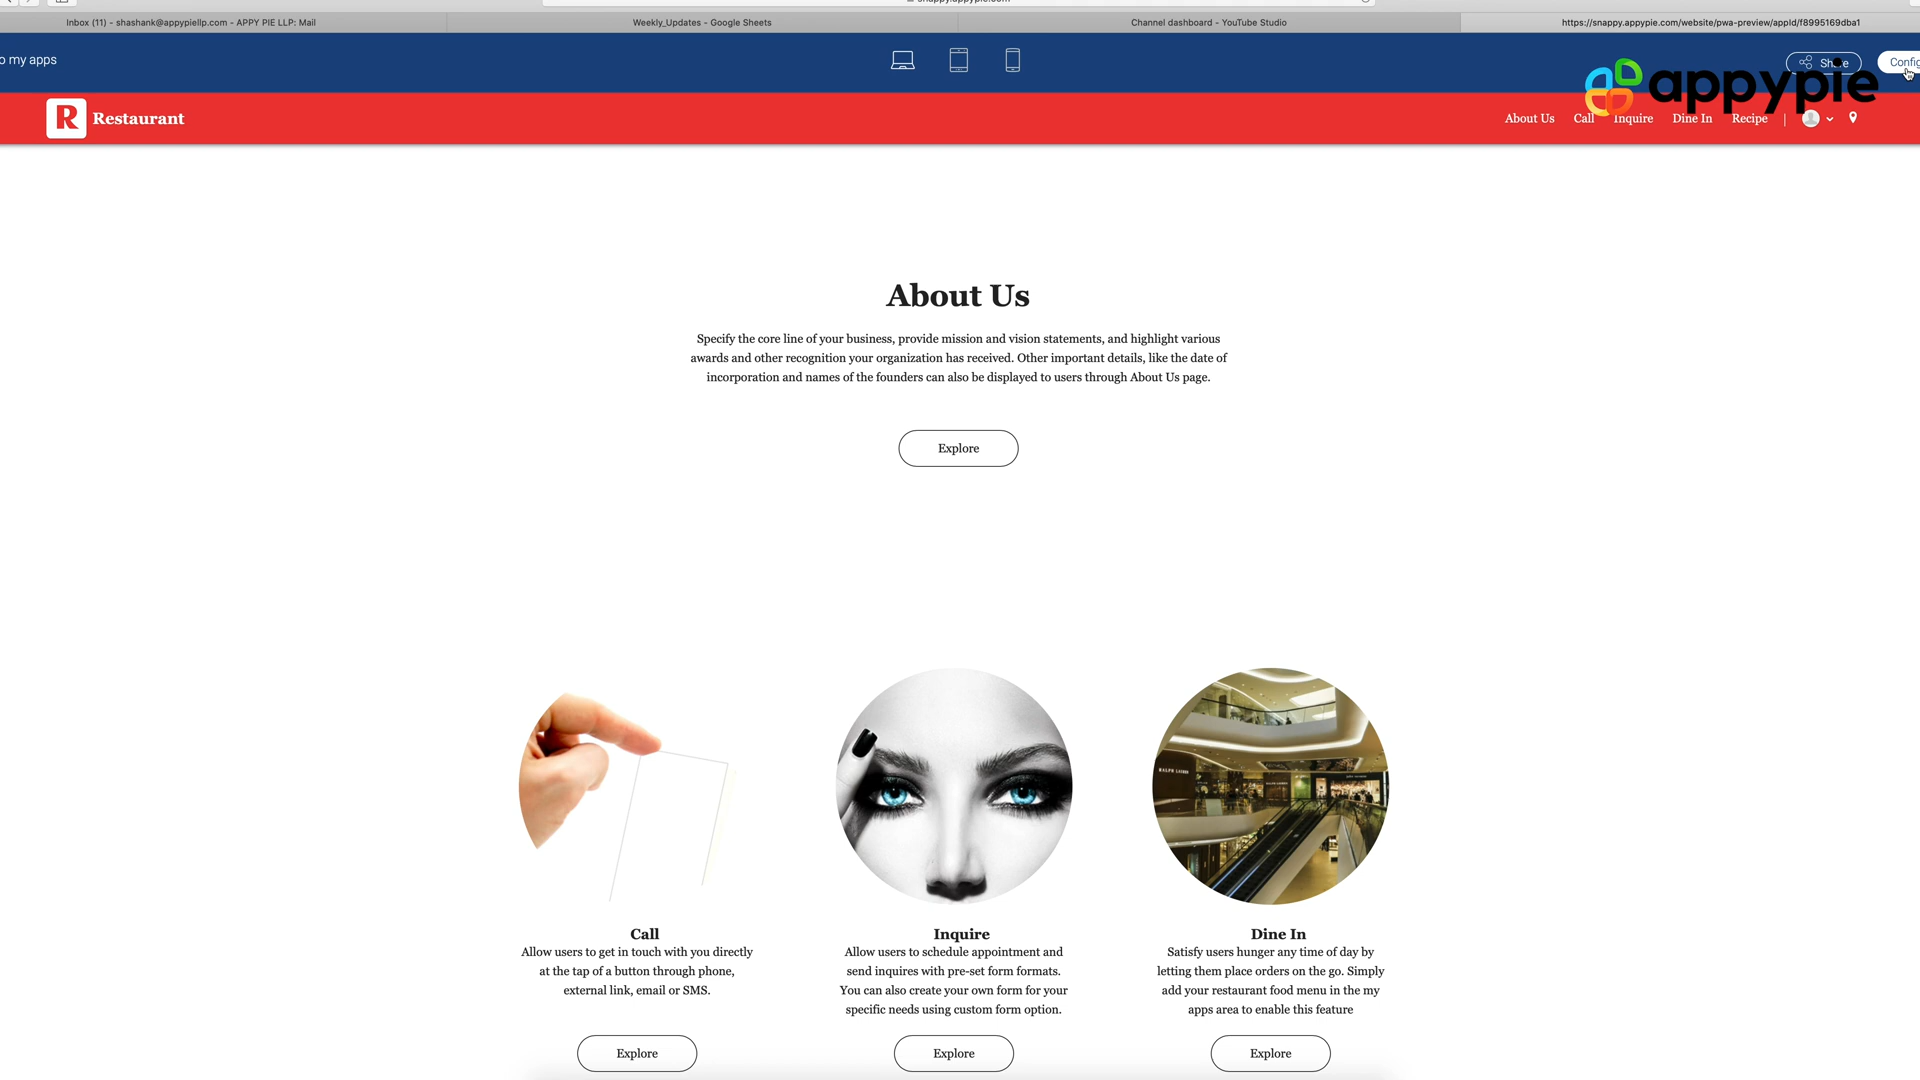 Inbox (11) - shashank@appypiellp.com - APPY PIE LLP: Mail
Weekly_Updates - Google Sheets
Channel dashboard - YouTube Studio
https://snappy.appypie.com/website/pwa-preview/appId/f8995169dba1
o my apps
Share
Config
appypie
R Restaurant
About Us Call Inquire Dine In Recipe
About Us
Specify the core line of your business, provide mission and vision statements, and highlight various
awards and other recognition your organization has received. Other important details, like the date of
incorporation and names of the founders can also be displayed to users through About Us page.
Explore
RALPH LAUREN
Call
Allow users to get in touch with you directly
at the tap of a button through phone,
external link, email or SMS.
Explore
Inquire
Allow users to schedule appointment and
send inquires with pre-set form formats.
You can also create your own form for your
specific needs using custom form option.
Explore
Dine In
Satisfy users hunger any time of day by
letting them place orders on the go. Simply
add your restaurant food menu in the my
apps area to enable this feature
Explore